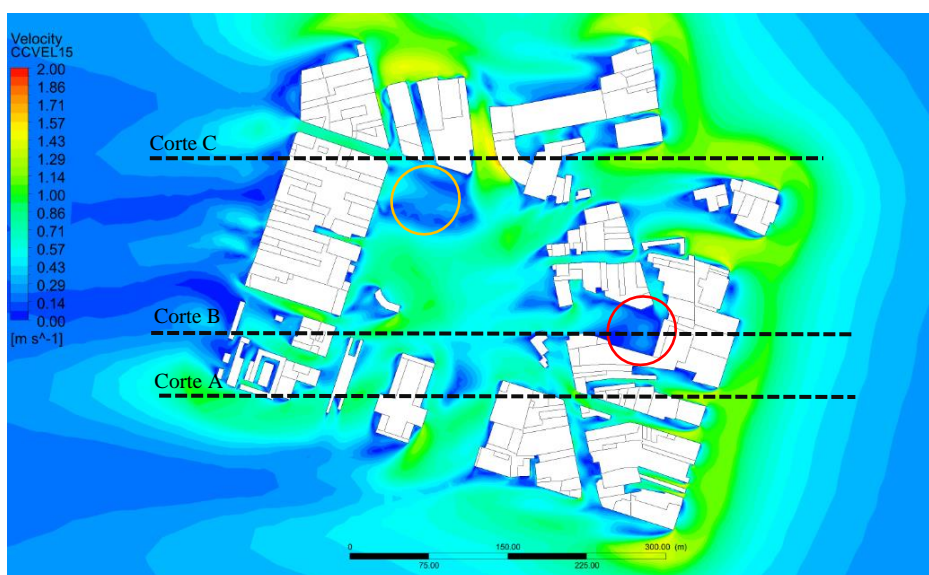 Velocity
CCVEL15
2.00
1.86
1.71
1.57
1.43
1.29
1.14
1.00
0.86
0.71
0.57
0.43
0.29
0.14
0.00
[m s^-1]
Corte C
Corte B
Corte A
0 150.00 300.00 (m)
75.00 225.00